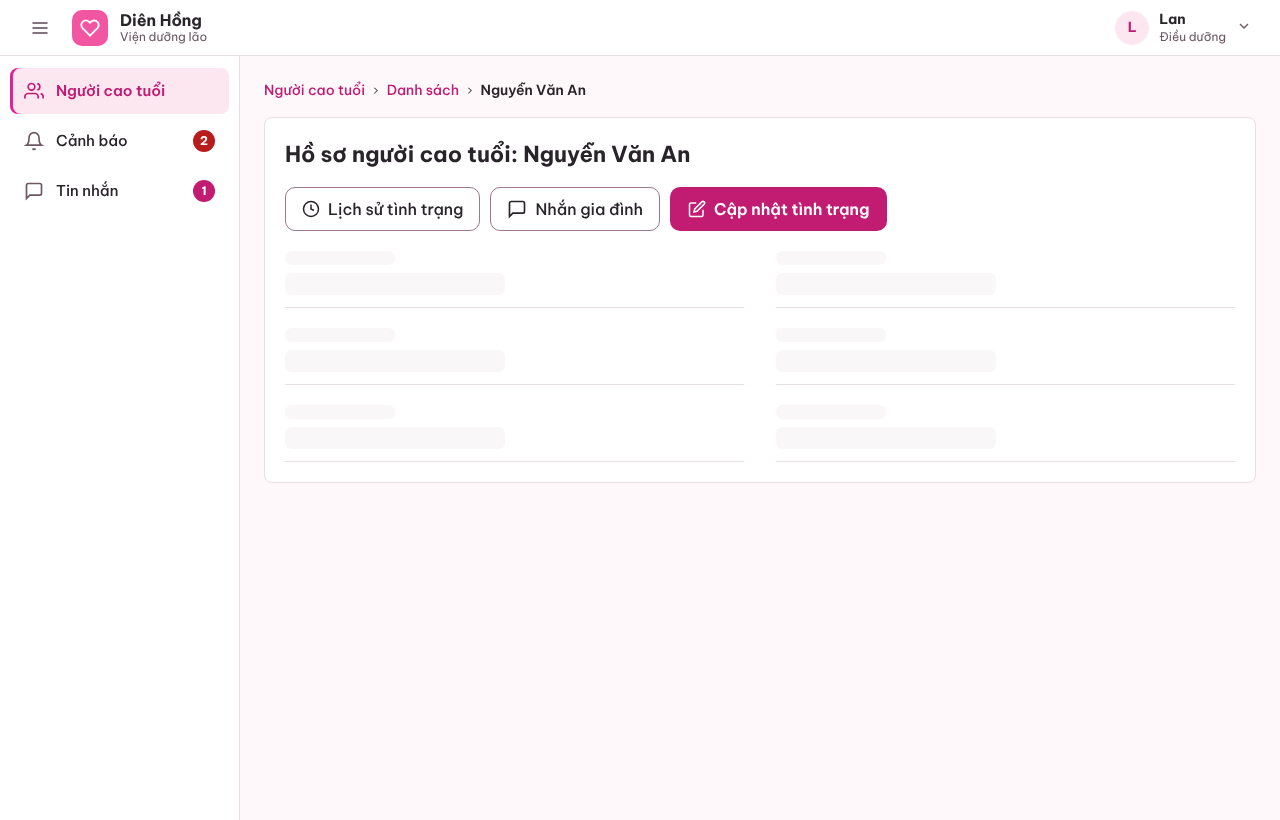 Diên Hồng
Viện dưỡng lão
L
Lan
Điều dưỡng
Người cao tuổi
Cảnh báo 2
Tin nhắn 1
Người cao tuổi › Danh sách › Nguyễn Văn An
Hồ sơ người cao tuổi: Nguyễn Văn An
Lịch sử tình trạng
Nhắn gia đình
Cập nhật tình trạng